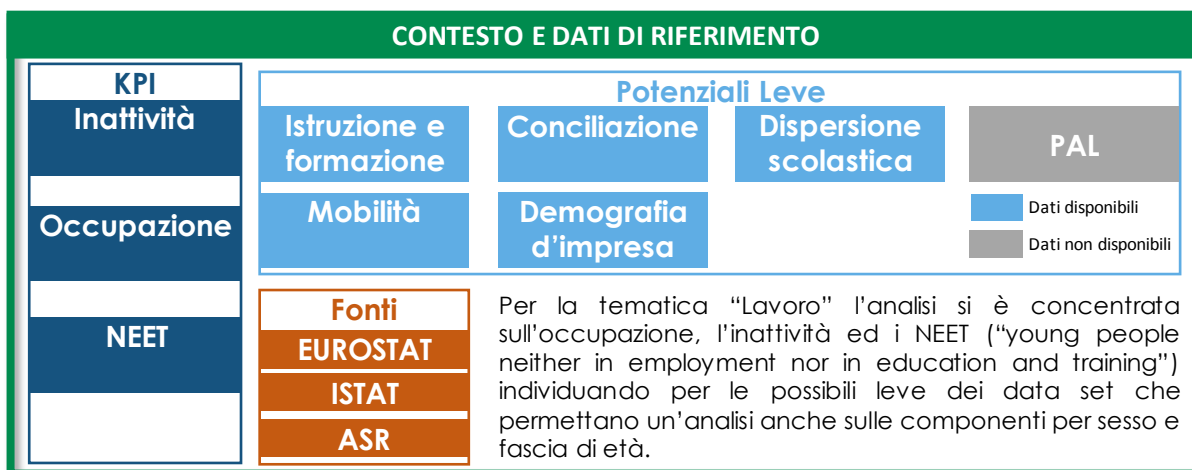 CONTESTO E DATI DI RIFERIMENTO
KPI
Inattività
Occupazione
NEET
Potenziali Leve
Istruzione e
formazione
Conciliazione
Dispersione
scolastica
PAL
Mobilità
Demografia
d'impresa
Dati disponibili
Dati non disponibili
Fonti
EUROSTAT
ISTAT
ASR
Per la tematica “Lavoro” l'analisi si è concentrata
sull'occupazione, l'inattività ed i NEET (“young people
neither in employment nor in education and training”)
individuando per le possibili leve dei data set che
permettano un'analisi anche sulle componenti per sesso e
fascia di età.